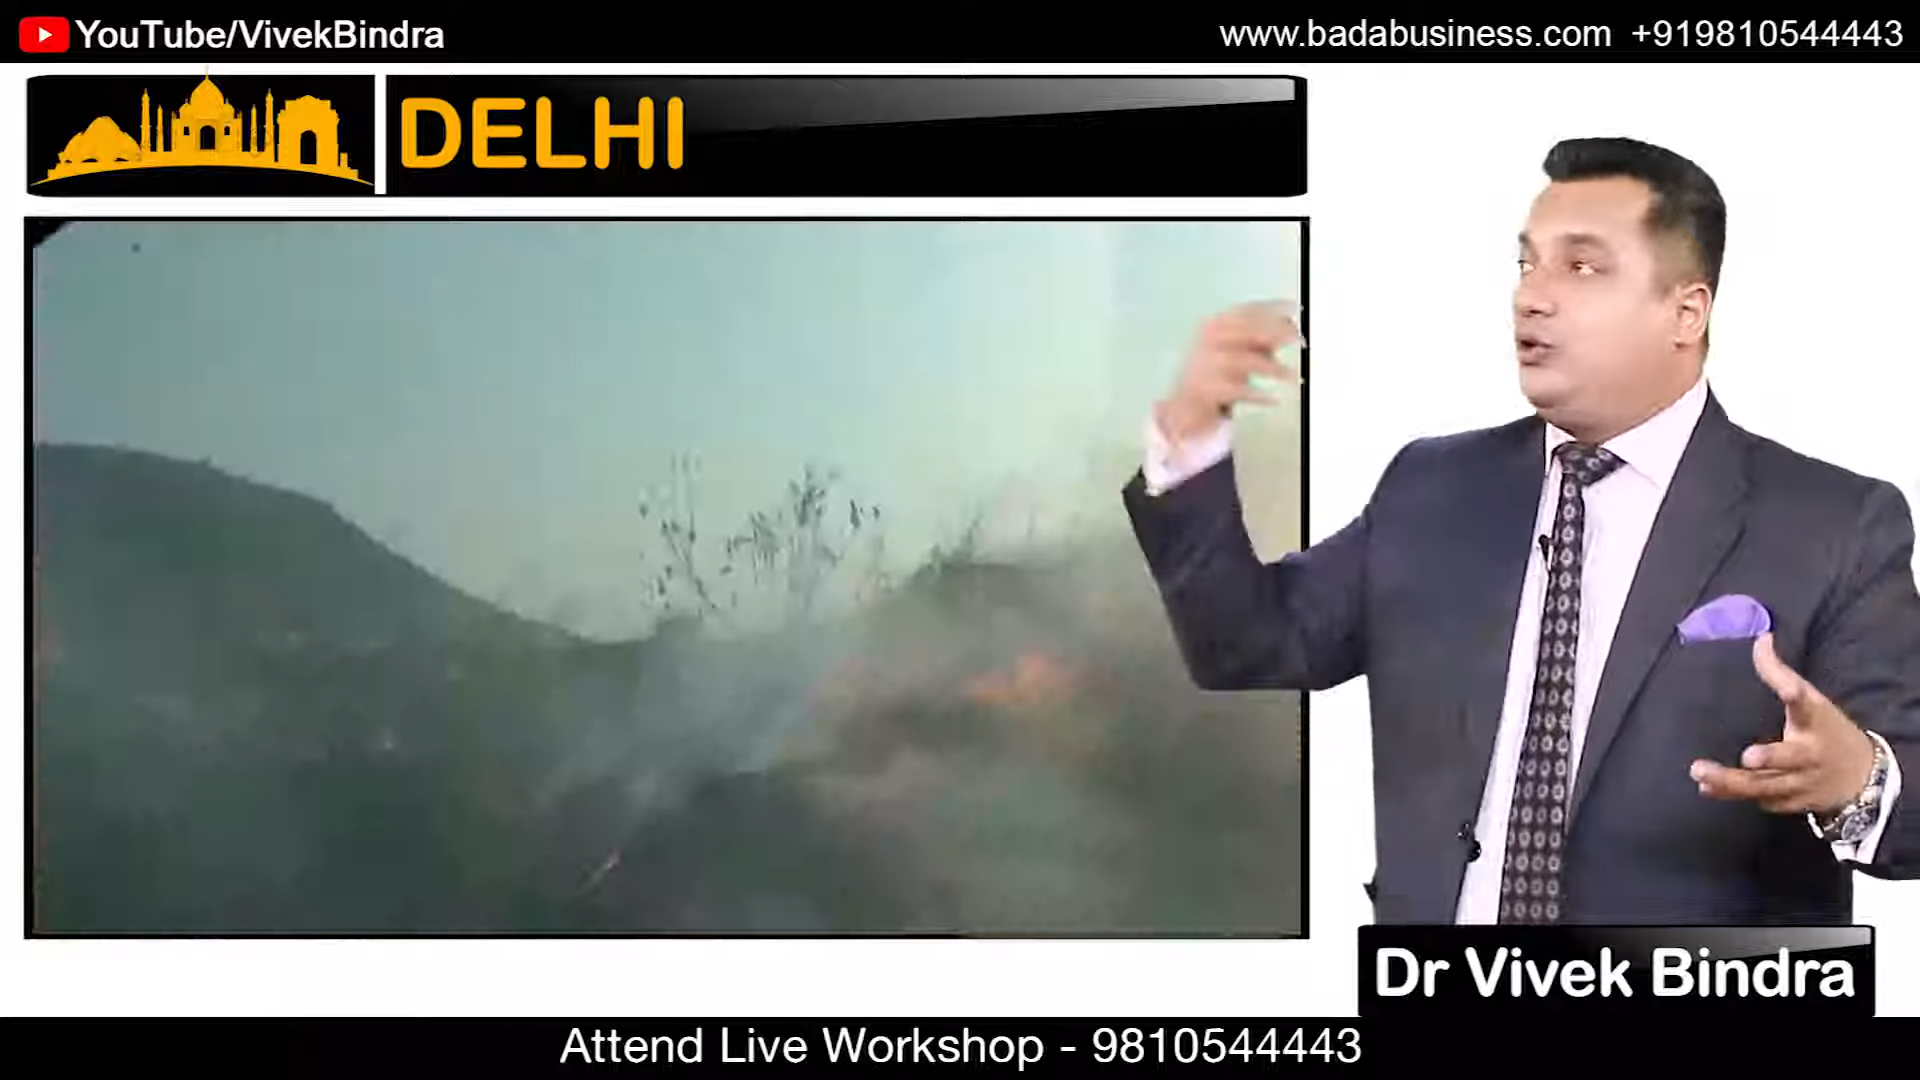 YouTube/VivekBindra
www.badabusiness.com +919810544443
DELHI
Dr Vivek Bindra
Attend Live Workshop - 9810544443